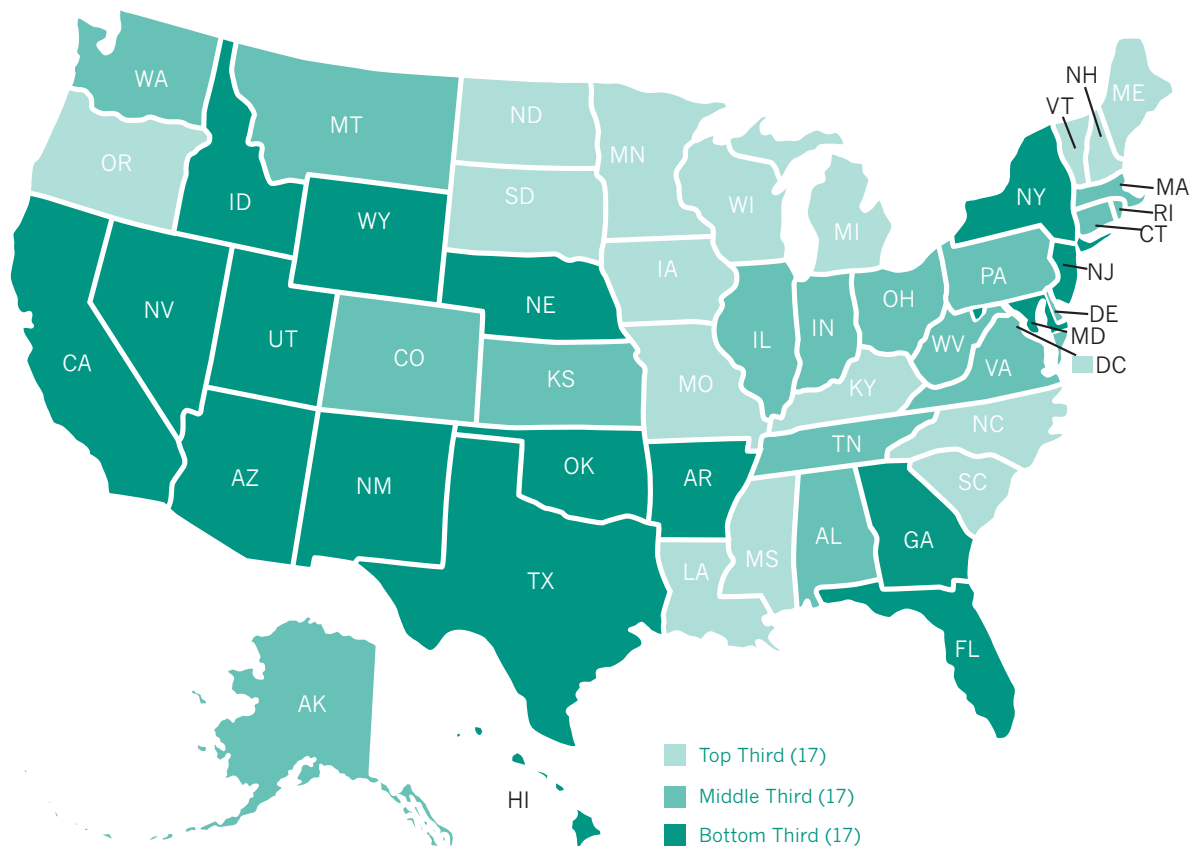 WA
MT
ND
MN
OR
ID
WY
SD
WI
MI
NH
VT
ME
NY
MA
RI
CT
NV
UT
CA
CO
NE
IA
KS
MO
IL
IN
OH
PA
NJ
DE
MD
DC
WV
VA
KY
NC
TN
SC
AZ
NM
OK
AR
TX
LA
MS
AL
GA
FL
AK
HI
Top Third (17)
Middle Third (17)
Bottom Third (17)